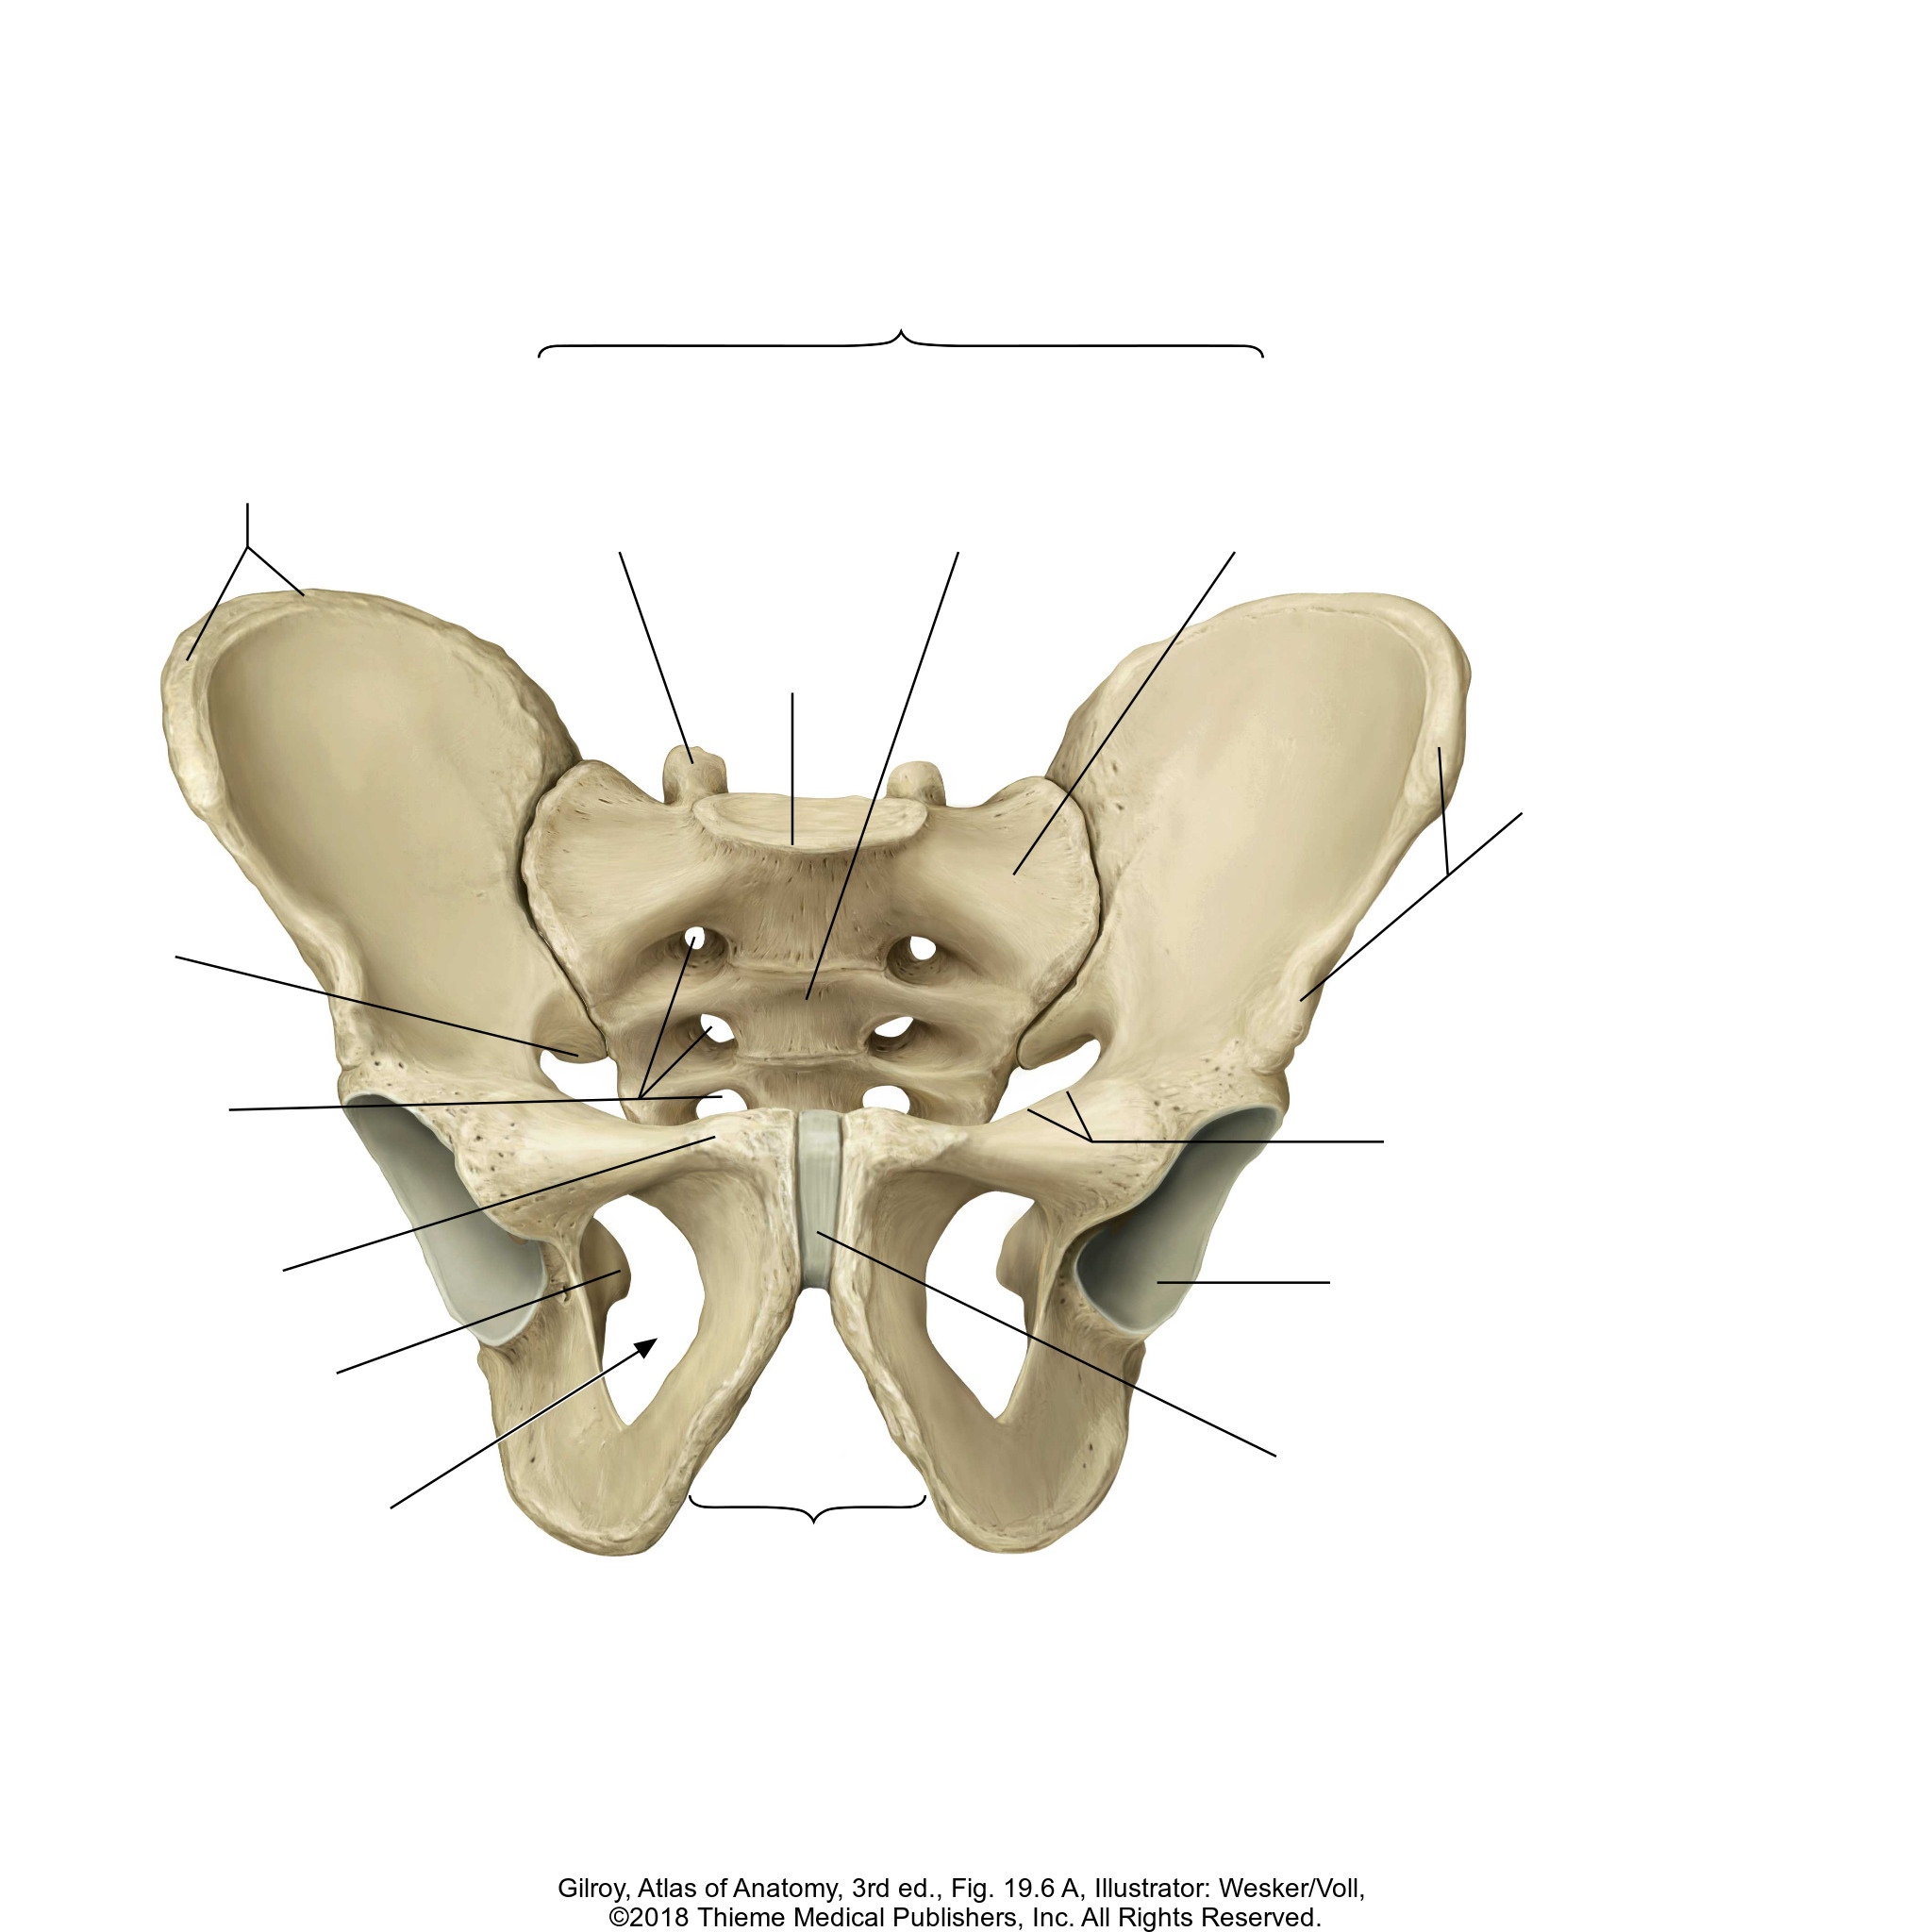 Gilroy, Atlas of Anatomy, 3rd ed., Fig. 19.6 A, Illustrator: Wesker/Voll,
©2018 Thieme Medical Publishers, Inc. All Rights Reserved.